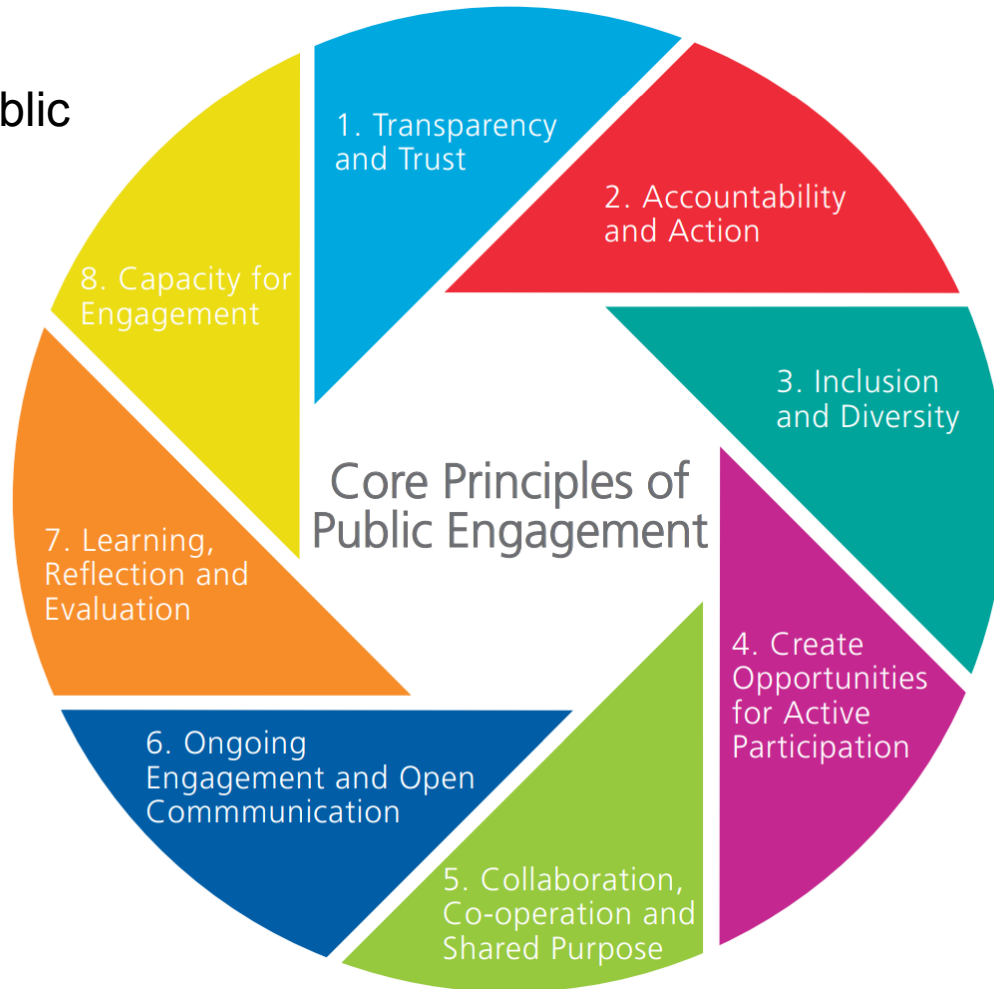 blic
1. Transparency
and Trust
2. Accountability
and Action
3. Inclusion
and Diversity
4. Create
Opportunities
for Active
Participation
5. Collaboration,
Co-operation and
Shared Purpose
6. Ongoing
Engagement and Open
Commmunication
7. Learning,
Reflection and
Evaluation
8. Capacity for
Engagement
Core Principles of
Public Engagement